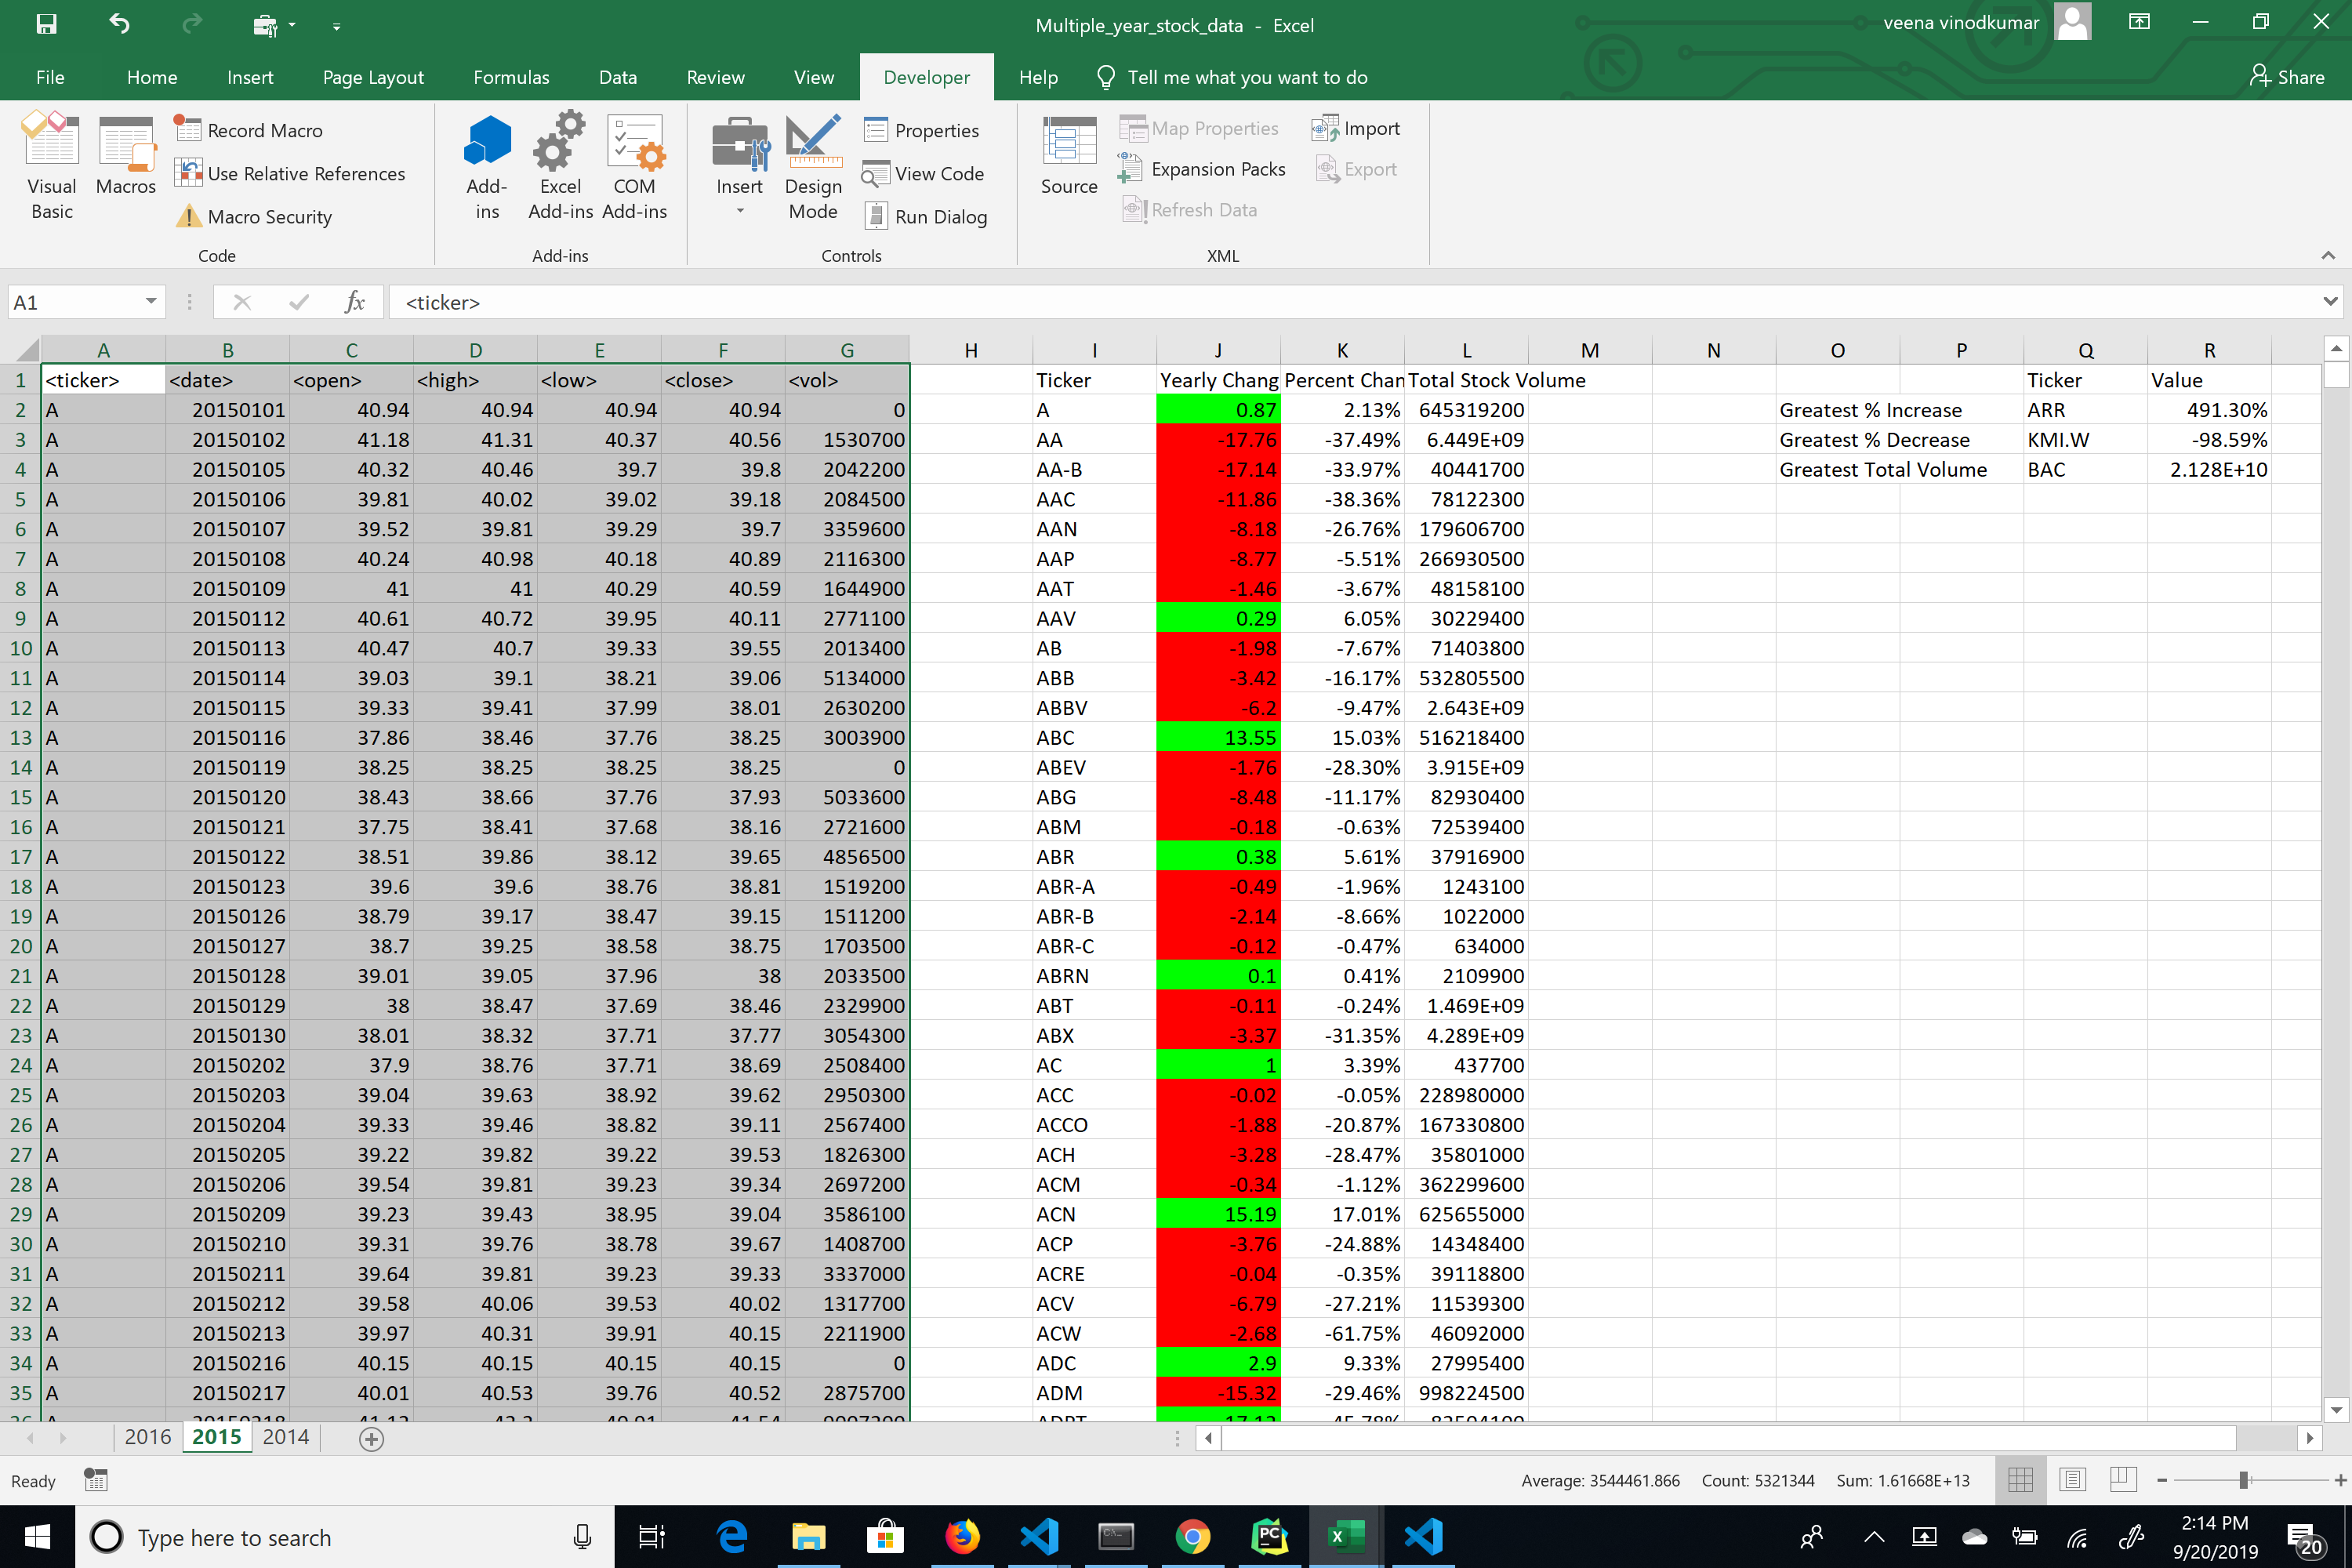 Multiple_year_stock_data - Excel
veena vinodkumar
File Home Insert Page Layout Formulas Data Review View Developer Help Tell me what you want to do Share
Visual Basic
Macros
Record Macro
Use Relative References
Macro Security
Code
Add-ins
Excel Add-ins
COM Add-ins
Add-ins
Insert
Design Mode
Properties
View Code
Run Dialog
Controls
Source
Map Properties
Expansion Packs
Refresh Data
Import
Export
XML
A1 fx <ticker>
A B C D E F G H I J K L M N O P Q R
1 <ticker> <date> <open> <high> <low> <close> <vol> Ticker Yearly Chang Percent Chan Total Stock Volume Ticker Value
2 A 20150101 40.94 40.94 40.94 40.94 0 A 0.87 2.13% 645319200 Greatest % Increase ARR 491.30%
3 A 20150102 41.18 41.31 40.37 40.56 1530700 AA -17.76 -37.49% 6.449E+09 Greatest % Decrease KMI.W -98.59%
4 A 20150105 40.32 40.46 39.7 39.8 2042200 AA-B -17.14 -33.97% 40441700 Greatest Total Volume BAC 2.128E+10
5 A 20150106 39.81 40.02 39.02 39.18 2084500 AAC -11.86 -38.36% 78122300
6 A 20150107 39.52 39.81 39.29 39.7 3359600 AAN -8.18 -26.76% 179606700
7 A 20150108 40.24 40.98 40.18 40.89 2116300 AAP -8.77 -5.51% 266930500
8 A 20150109 41 41 40.29 40.59 1644900 AAT -1.46 -3.67% 48158100
9 A 20150112 40.61 40.72 39.95 40.11 2771100 AAV 0.29 6.05% 30229400
10 A 20150113 40.47 40.7 39.33 39.55 2013400 AB -1.98 -7.67% 71403800
11 A 20150114 39.03 39.1 38.21 39.06 5134000 ABB -3.42 -16.17% 532805500
12 A 20150115 39.33 39.41 37.99 38.01 2630200 ABBV -6.2 -9.47% 2.643E+09
13 A 20150116 37.86 38.46 37.76 38.25 3003900 ABC 13.55 15.03% 516218400
14 A 20150119 38.25 38.25 38.25 38.25 0 ABEV -1.76 -28.30% 3.915E+09
15 A 20150120 38.43 38.66 37.76 37.93 5033600 ABG -8.48 -11.17% 82930400
16 A 20150121 37.75 38.41 37.68 38.16 2721600 ABM -0.18 -0.63% 72539400
17 A 20150122 38.51 39.86 38.12 39.65 4856500 ABR 0.38 5.61% 37916900
18 A 20150123 39.6 39.6 38.76 38.81 1519200 ABR-A -0.49 -1.96% 1243100
19 A 20150126 38.79 39.17 38.47 39.15 1511200 ABR-B -2.14 -8.66% 1022000
20 A 20150127 38.7 39.25 38.58 38.75 1703500 ABR-C -0.12 -0.47% 634000
21 A 20150128 39.01 39.05 37.96 38 2033500 ABRN 0.1 0.41% 2109900
22 A 20150129 38 38.47 37.69 38.46 2329900 ABT -0.11 -0.24% 1.469E+09
23 A 20150130 38.01 38.32 37.71 37.77 3054300 ABX -3.37 -31.35% 4.289E+09
24 A 20150202 37.9 38.76 37.71 38.69 2508400 AC 1 3.39% 437700
25 A 20150203 39.04 39.63 38.92 39.62 2950300 ACC -0.02 -0.05% 228980000
26 A 20150204 39.33 39.46 38.82 39.11 2567400 ACCO -1.88 -20.87% 167330800
27 A 20150205 39.22 39.82 39.22 39.53 1826300 ACH -3.28 -28.47% 35801000
28 A 20150206 39.54 39.81 39.23 39.34 2697200 ACM -0.34 -1.12% 362299600
29 A 20150209 39.23 39.43 38.95 39.04 3586100 ACN 15.19 17.01% 625655000
30 A 20150210 39.31 39.76 38.78 39.67 1408700 ACP -3.76 -24.88% 14348400
31 A 20150211 39.64 39.81 39.23 39.33 3337000 ACRE -0.04 -0.35% 39118800
32 A 20150212 39.58 40.06 39.53 40.02 1317700 ACV -6.79 -27.21% 11539300
33 A 20150213 39.97 40.31 39.91 40.15 2211900 ACW -2.68 -61.75% 46092000
34 A 20150216 40.15 40.15 40.15 40.15 0 ADC 2.9 9.33% 27995400
35 A 20150217 40.01 40.53 39.76 40.52 2875700 ADM -15.32 -29.46% 998224500
2016 2015 2014
Ready Average: 3544461.866 Count: 5321344 Sum: 1.61668E+13
Type here to search
PC
2:14 PM
9/20/2019
20